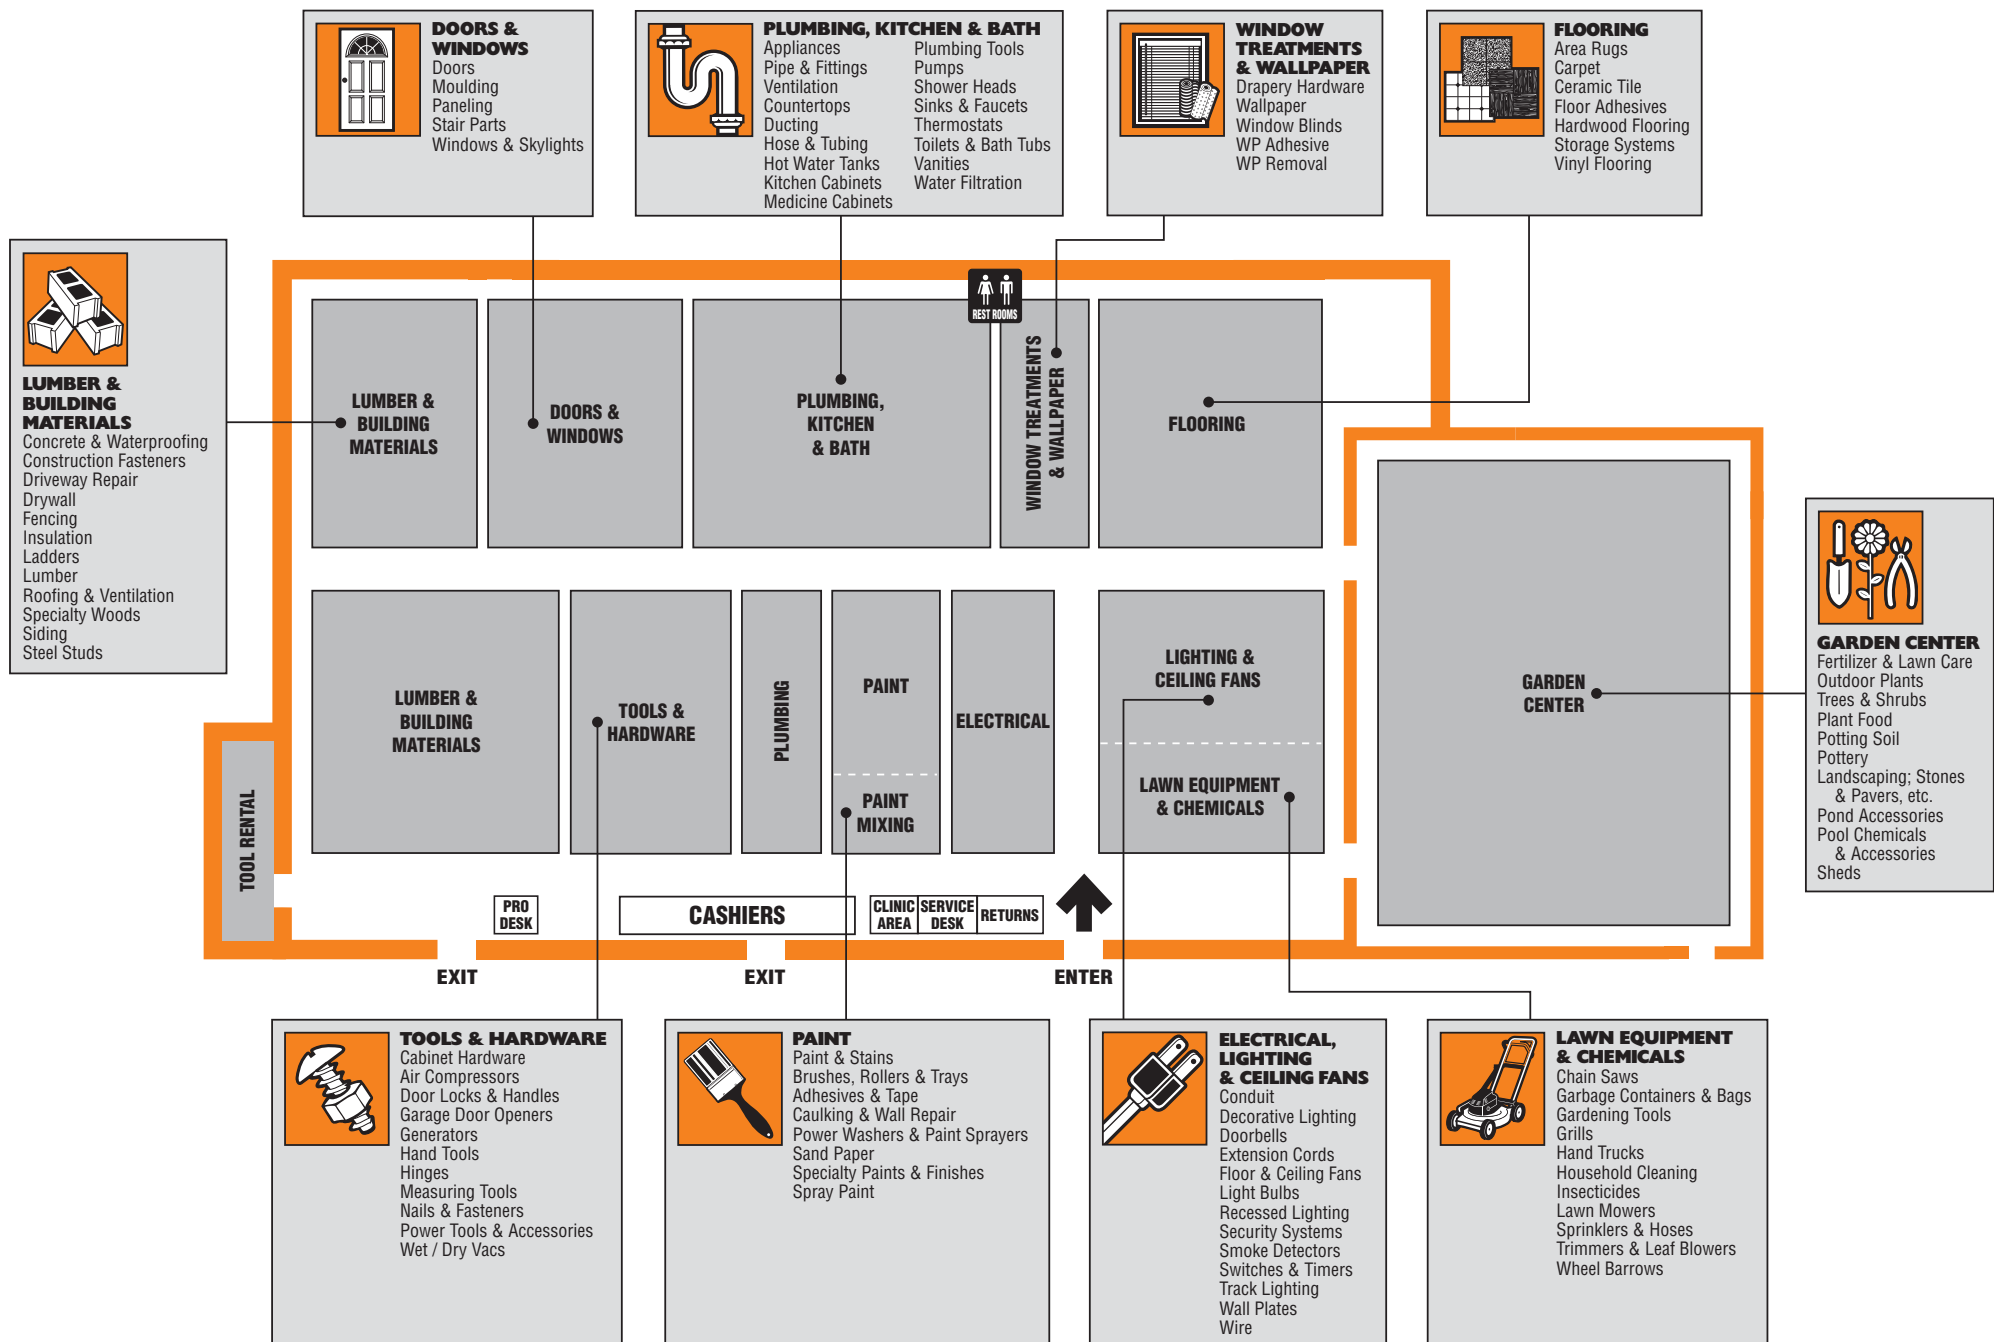 DOORS &
WINDOWS
Doors
Moulding
Paneling
Stair Parts
Windows & Skylights
PLUMBING, KITCHEN & BATH
Appliances
Pipe & Fittings
Ventilation
Countertops
Ducting
Hose & Tubing
Hot Water Tanks
Kitchen Cabinets
Medicine Cabinets
Plumbing Tools
Pumps
Shower Heads
Sinks & Faucets
Thermostats
Toilets & Bath Tubs
Vanities
Water Filtration
WINDOW
TREATMENTS
& WALLPAPER
Drapery Hardware
Wallpaper
Window Blinds
WP Adhesive
WP Removal
FLOORING
Area Rugs
Carpet
Ceramic Tile
Floor Adhesives
Hardwood Flooring
Storage Systems
Vinyl Flooring
LUMBER &
BUILDING
MATERIALS
Concrete & Waterproofing
Construction Fasteners
Driveway Repair
Drywall
Fencing
Insulation
Ladders
Lumber
Roofing & Ventilation
Specialty Woods
Siding
Steel Studs
REST ROOMS
LUMBER &
BUILDING
MATERIALS
DOORS &
WINDOWS
PLUMBING,
KITCHEN
& BATH
WINDOW TREATMENTS
& WALLPAPER
FLOORING
LUMBER &
BUILDING
MATERIALS
TOOLS &
HARDWARE
PLUMBING
PAINT
PAINT
MIXING
ELECTRICAL
LIGHTING &
CEILING FANS
LAWN EQUIPMENT
& CHEMICALS
GARDEN
CENTER
GARDEN CENTER
Fertilizer & Lawn Care
Outdoor Plants
Trees & Shrubs
Plant Food
Potting Soil
Pottery
Landscaping; Stones
& Pavers, etc.
Pond Accessories
Pool Chemicals
& Accessories
Sheds
TOOL RENTAL
PRO
DESK
CASHIERS
CLINIC
AREA
SERVICE
DESK
RETURNS
EXIT
EXIT
ENTER
TOOLS & HARDWARE
Cabinet Hardware
Air Compressors
Door Locks & Handles
Garage Door Openers
Generators
Hand Tools
Hinges
Measuring Tools
Nails & Fasteners
Power Tools & Accessories
Wet / Dry Vacs
PAINT
Paint & Stains
Brushes, Rollers & Trays
Adhesives & Tape
Caulking & Wall Repair
Power Washers & Paint Sprayers
Sand Paper
Specialty Paints & Finishes
Spray Paint
ELECTRICAL,
LIGHTING
& CEILING FANS
Conduit
Decorative Lighting
Doorbells
Extension Cords
Floor & Ceiling Fans
Light Bulbs
Recessed Lighting
Security Systems
Smoke Detectors
Switches & Timers
Track Lighting
Wall Plates
Wire
LAWN EQUIPMENT
& CHEMICALS
Chain Saws
Garbage Containers & Bags
Gardening Tools
Grills
Hand Trucks
Household Cleaning
Insecticides
Lawn Mowers
Sprinklers & Hoses
Trimmers & Leaf Blowers
Wheel Barrows